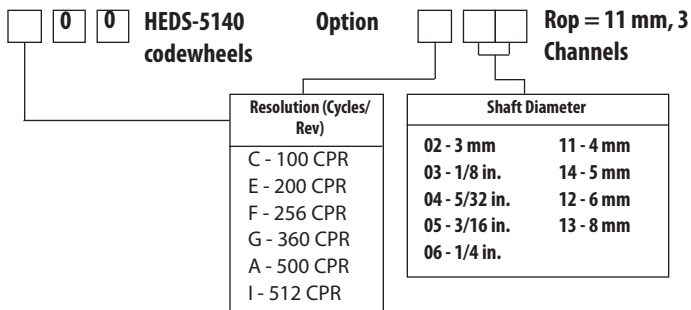 0 0 HEDS-5140 Option Rop = 11 mm, 3
codewheels Channels
Resolution (Cycles/
Rev)
C - 100 CPR
E - 200 CPR
F - 256 CPR
G - 360 CPR
A - 500 CPR
I - 512 CPR
Shaft Diameter
02 - 3 mm 11 - 4 mm
03 - 1/8 in. 14 - 5 mm
04 - 5/32 in. 12 - 6 mm
05 - 3/16 in. 13 - 8 mm
06 - 1/4 in.